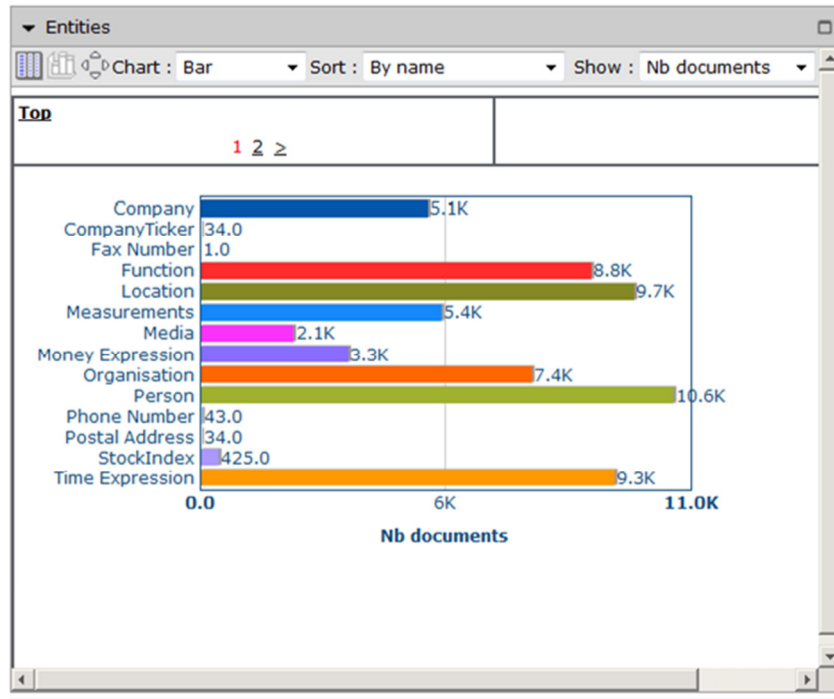 Entities
Chart : Bar Sort : By name Show : Nb documents
Top
1 2 >
Company 5.1K
CompanyTicker 34.0
Fax Number 1.0
Function 8.8K
Location 9.7K
Measurements 5.4K
Media 2.1K
Money Expression 3.3K
Organisation 7.4K
Person 10.6K
Phone Number 43.0
Postal Address 34.0
StockIndex 425.0
Time Expression 9.3K
0.0 6K 11.0K
Nb documents